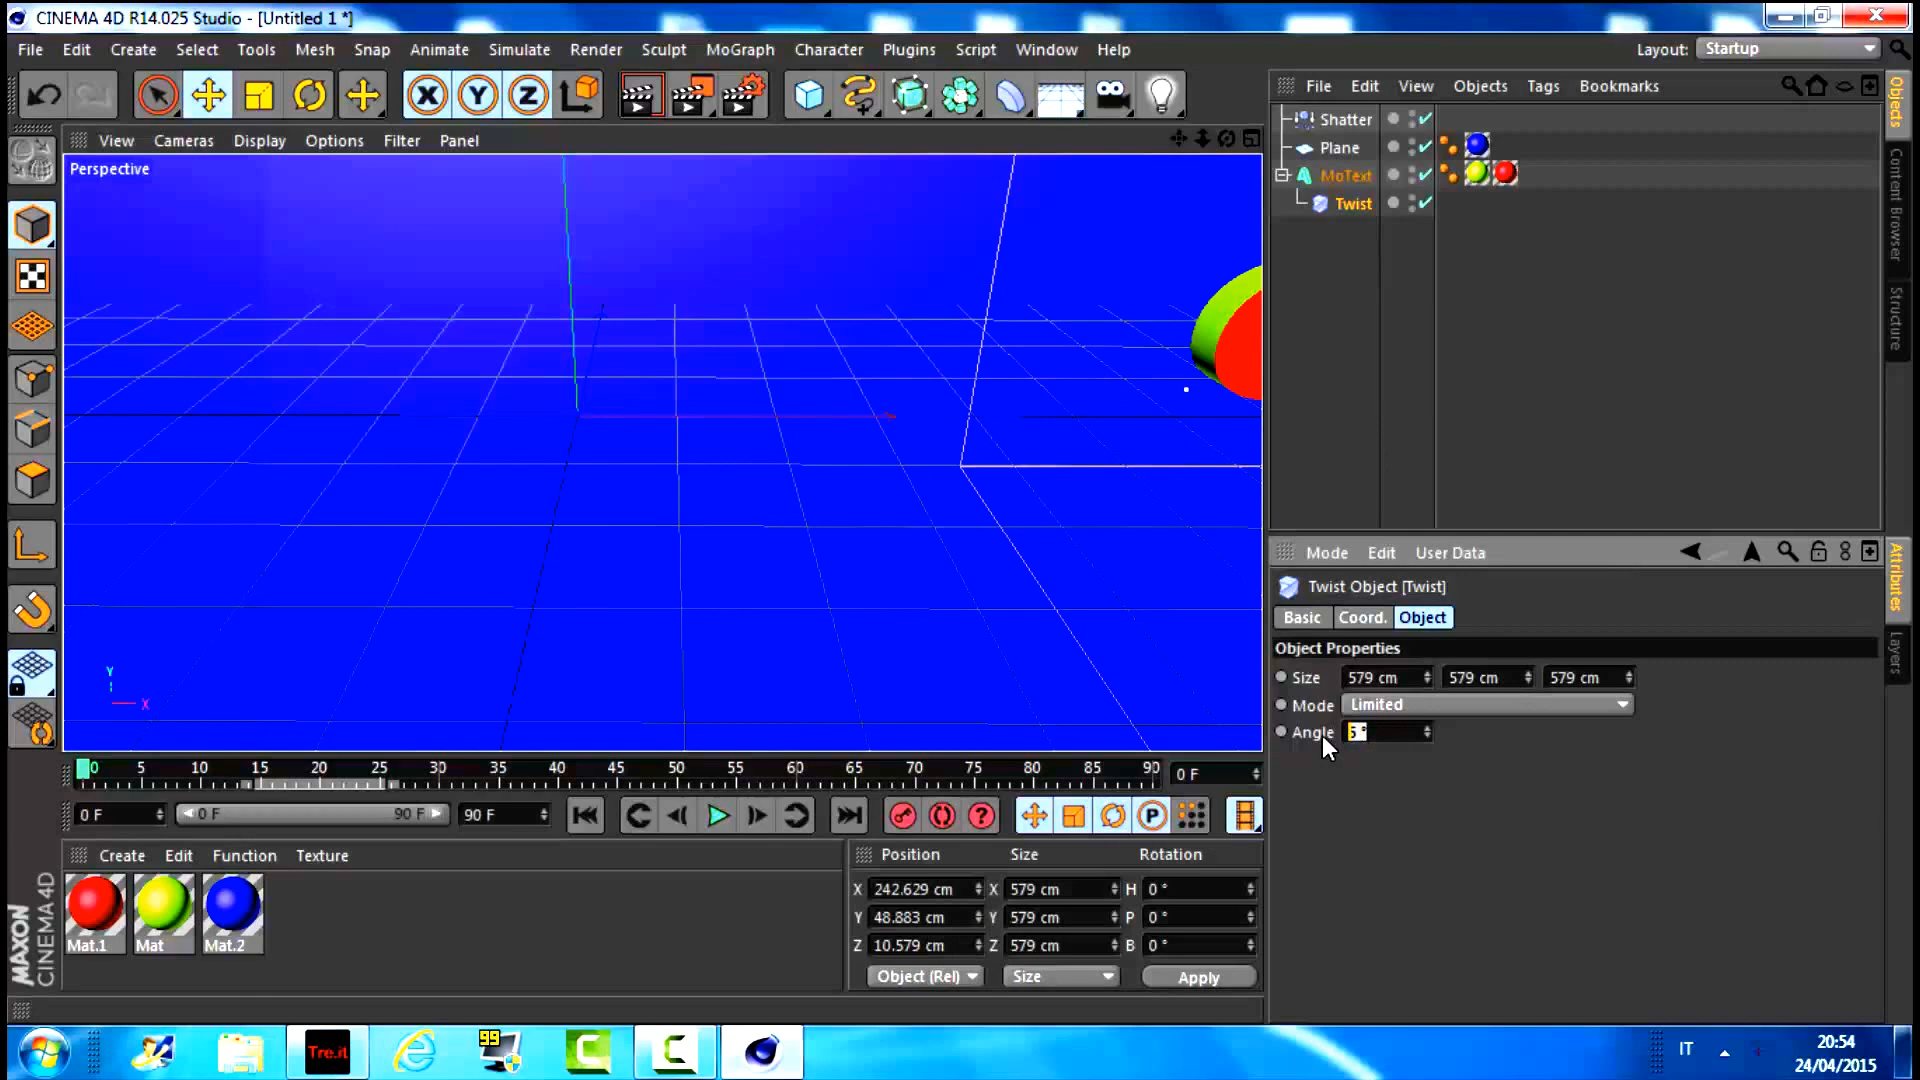 CINEMA 4D R14.025 Studio - [Untitled 1 *]
File Edit Create Select Tools Mesh Snap Animate Simulate Render Sculpt MoGraph Character Plugins Script Window Help
Layout: Startup
X Y Z
File Edit View Objects Tags Bookmarks
Objects
Content Browser
Structure
View Cameras Display Options Filter Panel
Perspective
Shatter
Plane
MoText
Twist
Mode Edit User Data
Attributes
Layers
Twist Object [Twist]
Basic Coord. Object
Object Properties
Size 579 cm 579 cm 579 cm
Mode Limited
Angle 5 °
Y
X
0 5 10 15 20 25 30 35 40 45 50 55 60 65 70 75 80 85 90 0 F
0 F 0 F 90 F 90 F ? P
Create Edit Function Texture
Mat.1 Mat Mat.2
MAXON
CINEMA 4D
Position Size Rotation
X 242.629 cm X 579 cm H 0 °
Y 48.883 cm Y 579 cm P 0 °
Z 10.579 cm Z 579 cm B 0 °
Object (Rel) Size Apply
Tre.it
99
C
C
IT
20:54
24/04/2015